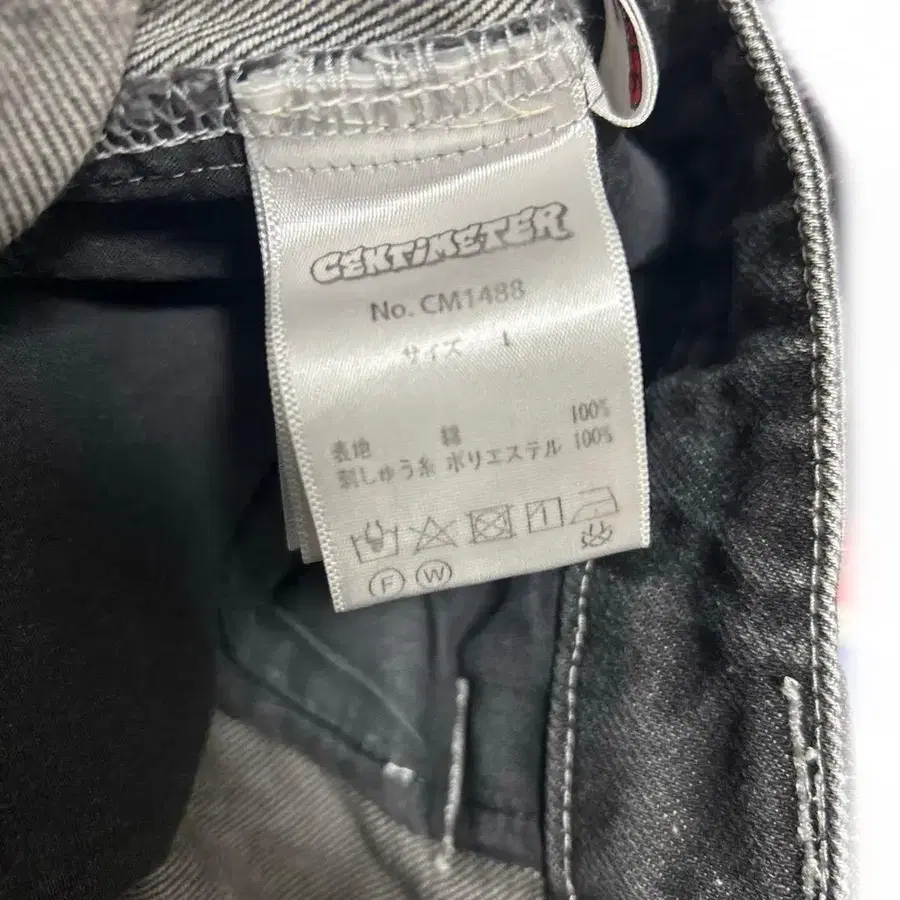 CENTIMETER
No. CM1488
サイズ
表地 綿 100%
刺しゅう糸 ポリエステル 100%
1
F W